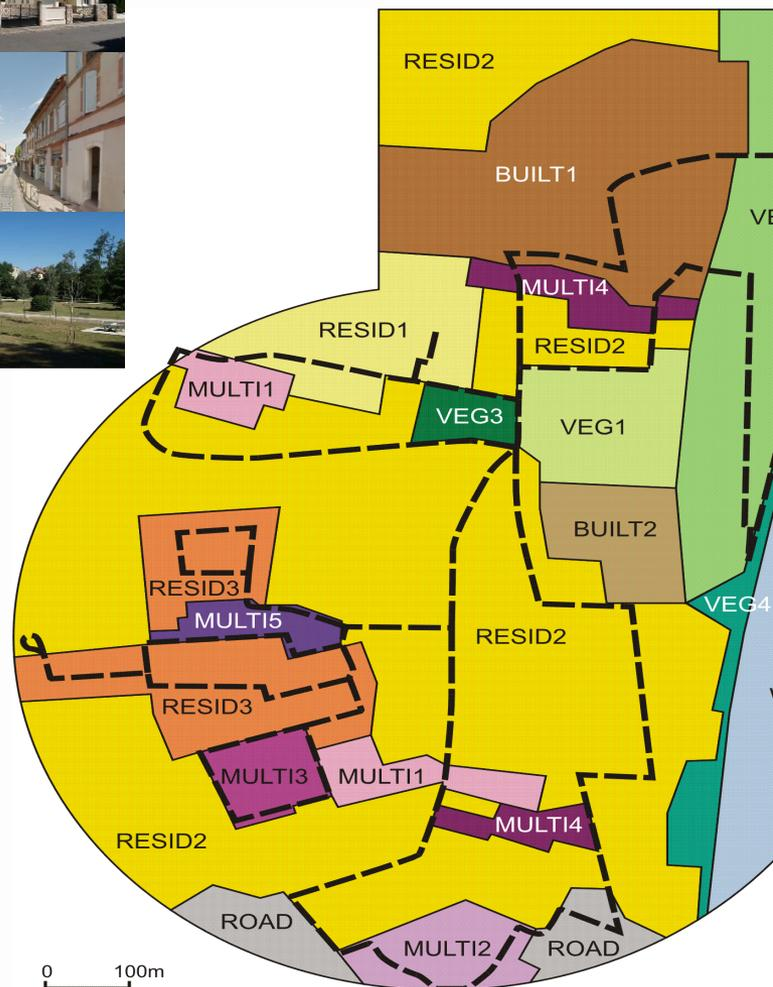 RESID2
BUILT1
VE
MULTI4
RESID1
RESID2
MULTI1
VEG3
VEG1
BUILT2
RESID3
MULTI5
VEG4
RESID2
RESID3
MULTI3
MULTI1
MULTI4
RESID2
ROAD
MULTI2
ROAD
0 100m